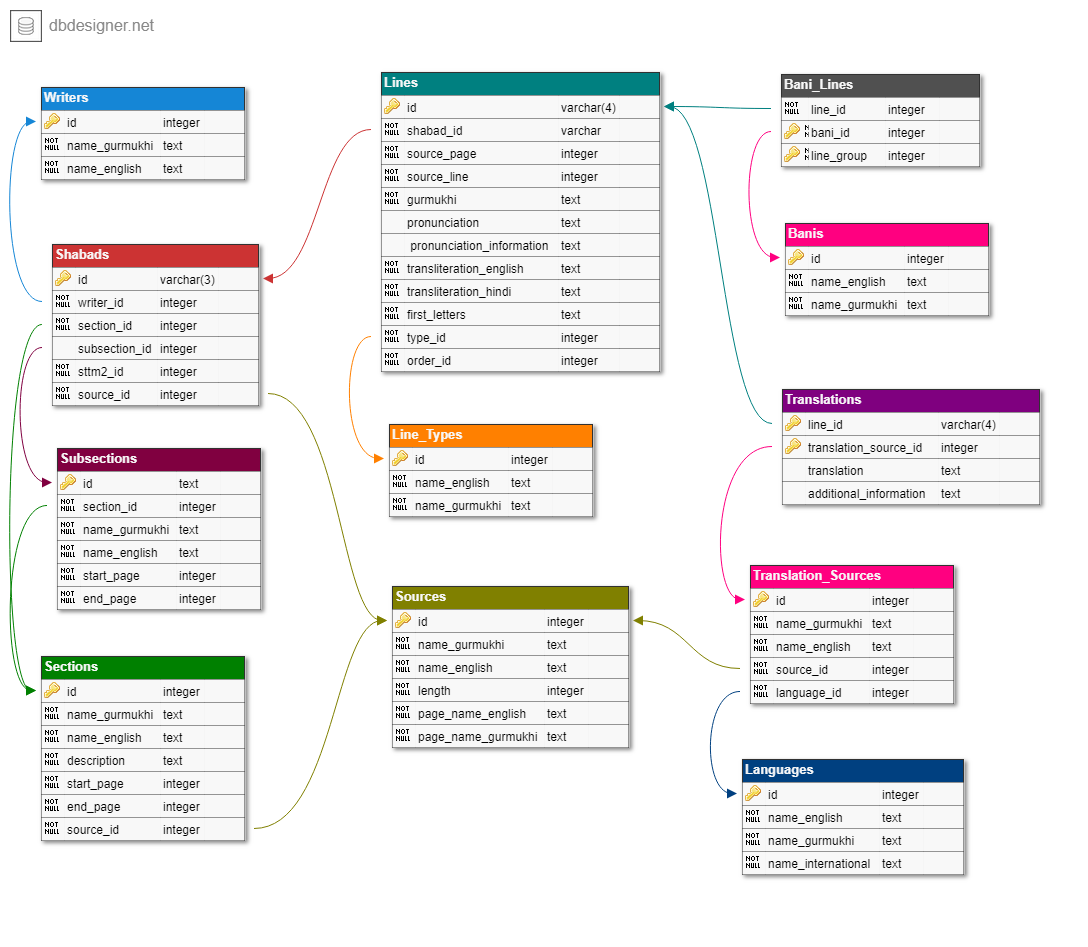 dbdesigner.net
Writers
id integer
NOT NULL name_gurmukhi text
NOT NULL name_english text
Shabads
id varchar(3)
NOT NULL writer_id integer
NOT NULL section_id integer
subsection_id integer
NOT NULL sttm2_id integer
NOT NULL source_id integer
Subsections
id text
NOT NULL section_id integer
NOT NULL name_gurmukhi text
NOT NULL name_english text
NOT NULL start_page integer
NOT NULL end_page integer
Sections
id integer
NOT NULL name_gurmukhi text
NOT NULL name_english text
NOT NULL description text
NOT NULL start_page integer
NOT NULL end_page integer
NOT NULL source_id integer
Lines
id varchar(4)
NOT NULL shabad_id varchar
NOT NULL source_page integer
NOT NULL source_line integer
NOT NULL gurmukhi text
pronunciation text
pronunciation_information text
NOT NULL transliteration_english text
NOT NULL transliteration_hindi text
NOT NULL first_letters text
NOT NULL type_id integer
NOT NULL order_id integer
Line_Types
id integer
NOT NULL name_english text
NOT NULL name_gurmukhi text
Sources
id integer
NOT NULL name_gurmukhi text
NOT NULL name_english text
NOT NULL length integer
NOT NULL page_name_english text
NOT NULL page_name_gurmukhi text
Bani_Lines
NOT NULL line_id integer
N N bani_id integer
N N line_group integer
Banis
id integer
NOT NULL name_english text
NOT NULL name_gurmukhi text
Translations
line_id varchar(4)
translation_source_id integer
translation text
additional_information text
Translation_Sources
id integer
NOT NULL name_gurmukhi text
NOT NULL name_english text
NOT NULL source_id integer
NOT NULL language_id integer
Languages
id integer
NOT NULL name_english text
NOT NULL name_gurmukhi text
NOT NULL name_international text